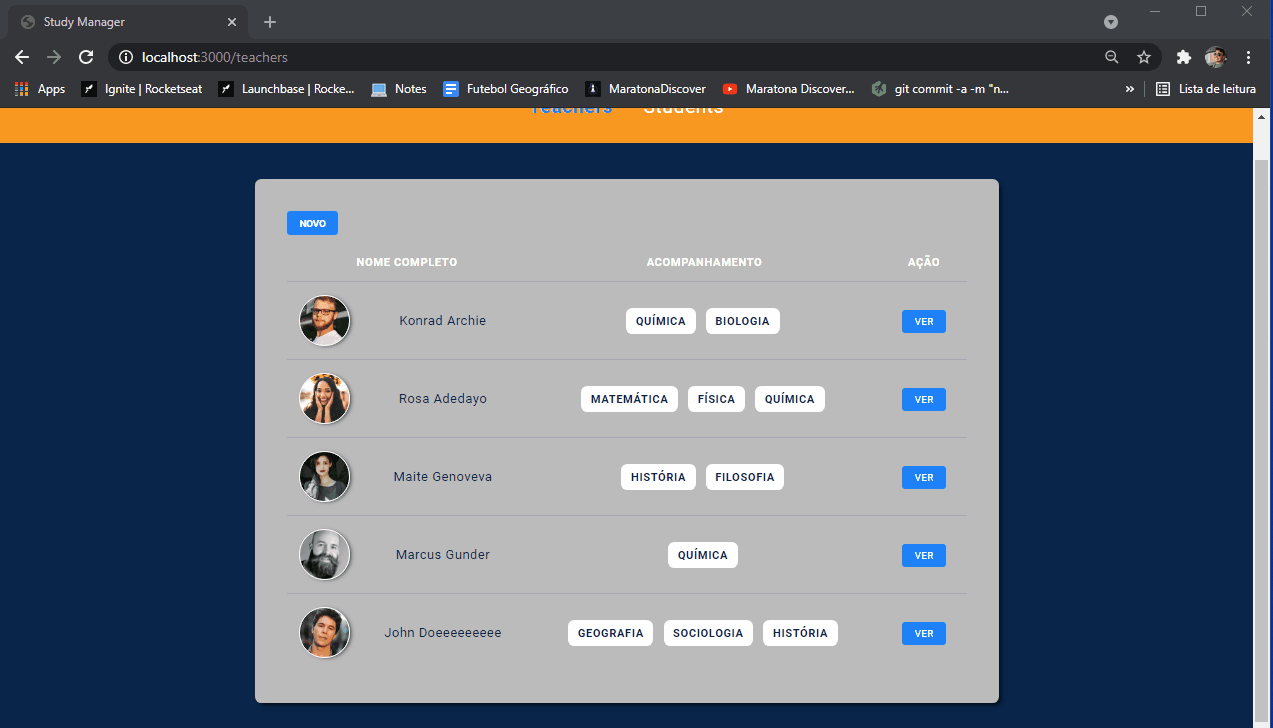 Study Manager
localhost:3000/teachers
Apps Ignite | Rocketseat Launchbase | Rocke... Notes Futebol Geográfico MaratonaDiscover Maratona Discover... git commit -a -m "n... » Lista de leitura
Teachers Students
NOVO
NOME COMPLETO ACOMPANHAMENTO AÇÃO
Konrad Archie QUÍMICA BIOLOGIA VER
Rosa Adedayo MATEMÁTICA FÍSICA QUÍMICA VER
Maite Genoveva HISTÓRIA FILOSOFIA VER
Marcus Gunder QUÍMICA VER
John Doeeeeeeeee GEOGRAFIA SOCIOLOGIA HISTÓRIA VER